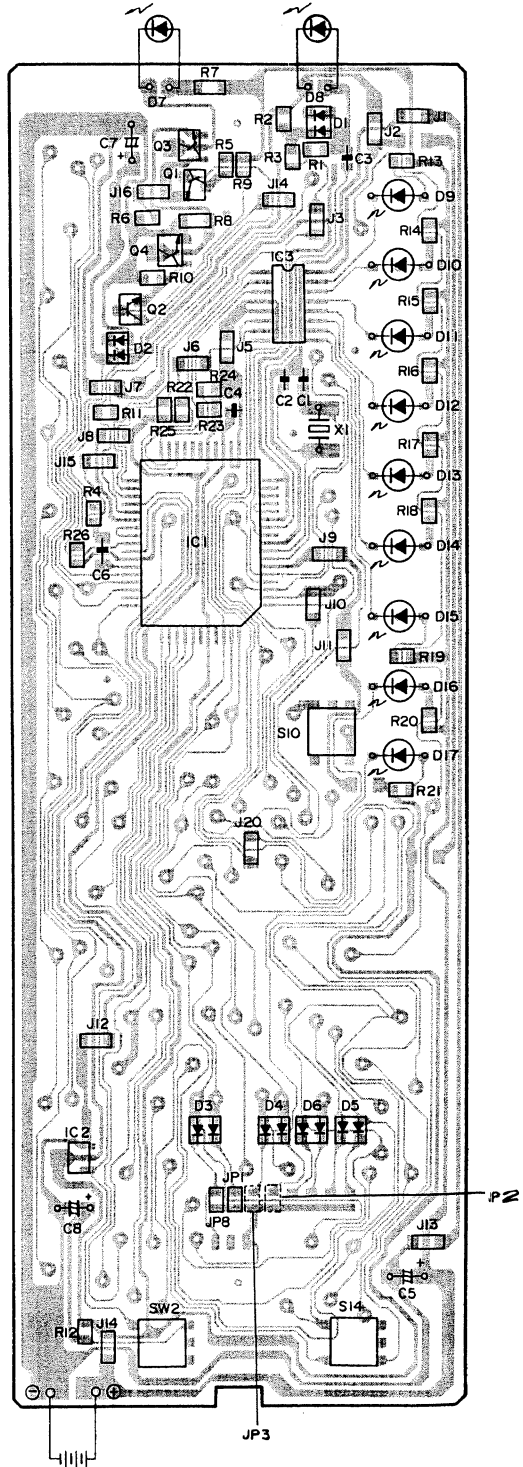 R7
D7
D8
R2
D1
J1
J2
C7
+
Q3
R5
R9
R3
R1
C3
R13
Q1
J16
J14
D9
R6
R8
J3
R14
Q4
IC3
D10
R10
R15
Q2
D2
J5
D11
J6
R16
J7
R24
R22
C4
C2
C1
D12
R11
R25
R23
X1
J8
R17
J15
D13
R4
R18
R26
IC1
J9
D14
C6
J10
D15
J11
R19
D16
S10
R20
D17
R21
J20
J12
D3
D4
D6
D5
IC2
JP1
JP2
+
C8
JP8
J13
+
C5
R12
J14
SW2
S14
⊖
⊕
JP3